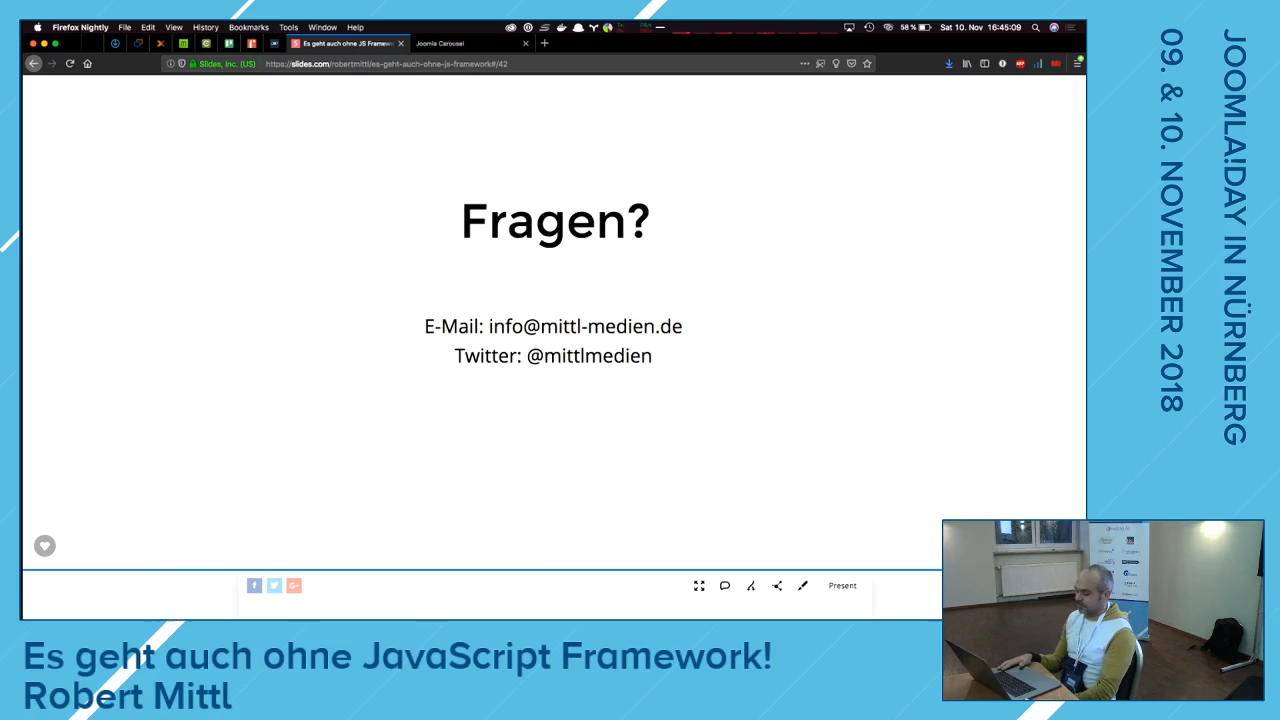 Firefox Nightly File Edit View History Bookmarks Tools Window Help
58 % Sat 10. Nov 16:45:09
Es geht auch ohne JS Framew
Joomla Carousel
Slides, Inc. (US) https://slides.com/robertmittl/es-geht-auch-ohne-js-framework#/42
Fragen?
E-Mail: info@mittl-medien.de
Twitter: @mittlmedien
Present
JOOMLA!DAY IN NÜRNBERG
09. & 10. NOVEMBER 2018
Es geht auch ohne JavaScript Framework!
Robert Mittl